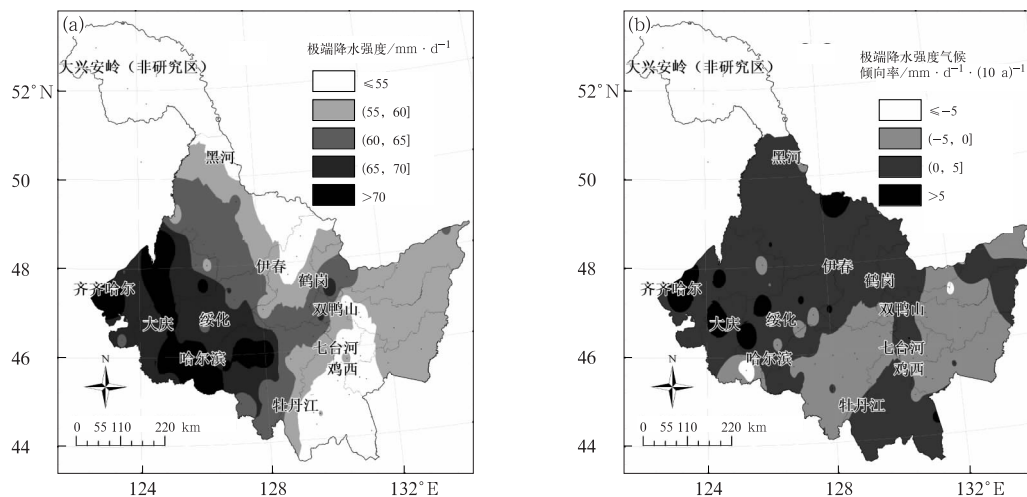 (a)
极端降水强度/mm · d⁻¹
≤55
(55, 60]
(60, 65]
(65, 70]
>70
大兴安岭(非研究区)
52°N
50
48
46
44
黑河
伊春
鹤岗
齐齐哈尔
双鸭山
大庆
绥化
七台河
哈尔滨
鸡西
牡丹江
N
0 55 110 220 km
124 128 132°E
(b)
极端降水强度气候
倾向率/mm · d⁻¹ · (10 a)⁻¹
≤-5
(-5, 0]
(0, 5]
>5
大兴安岭(非研究区)
52°N
50
48
46
44
黑河
伊春
鹤岗
齐齐哈尔
双鸭山
大庆
绥化
七台河
哈尔滨
鸡西
牡丹江
N
0 55 110 220 km
124 128 132°E